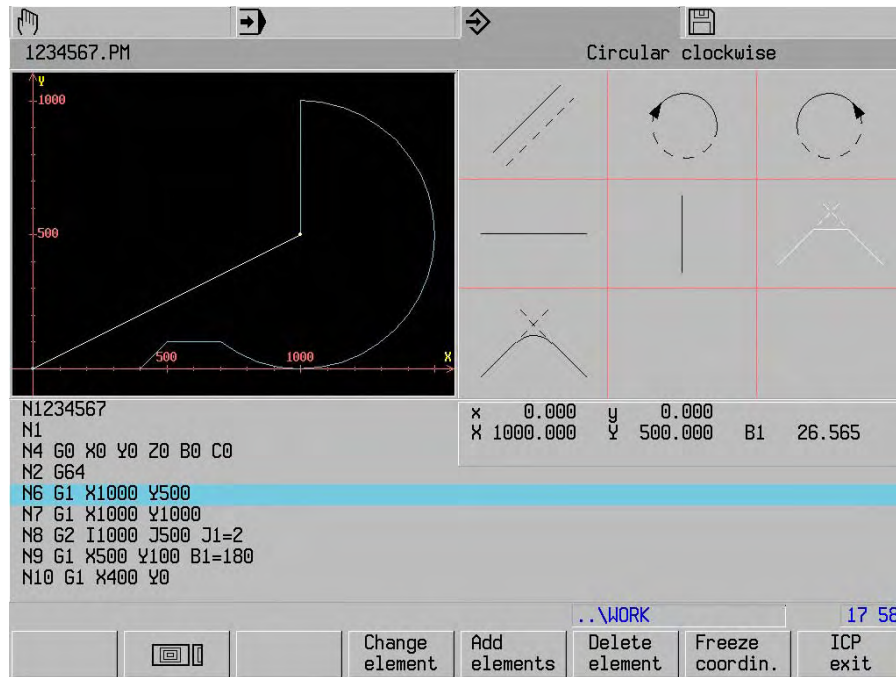 1234567.PM
Circular clockwise
Y
1000
500
500
1000
X
N1234567
N1
N4 G0 X0 Y0 Z0 B0 C0
N2 G64
N6 G1 X1000 Y500
N7 G1 X1000 Y1000
N8 G2 I1000 J500 J1=2
N9 G1 X500 Y100 B1=180
N10 G1 X400 Y0
x 0.000 y 0.000
X 1000.000 Y 500.000 B1 26.565
..\WORK
17 58
Change element
Add elements
Delete element
Freeze coordin.
ICP exit